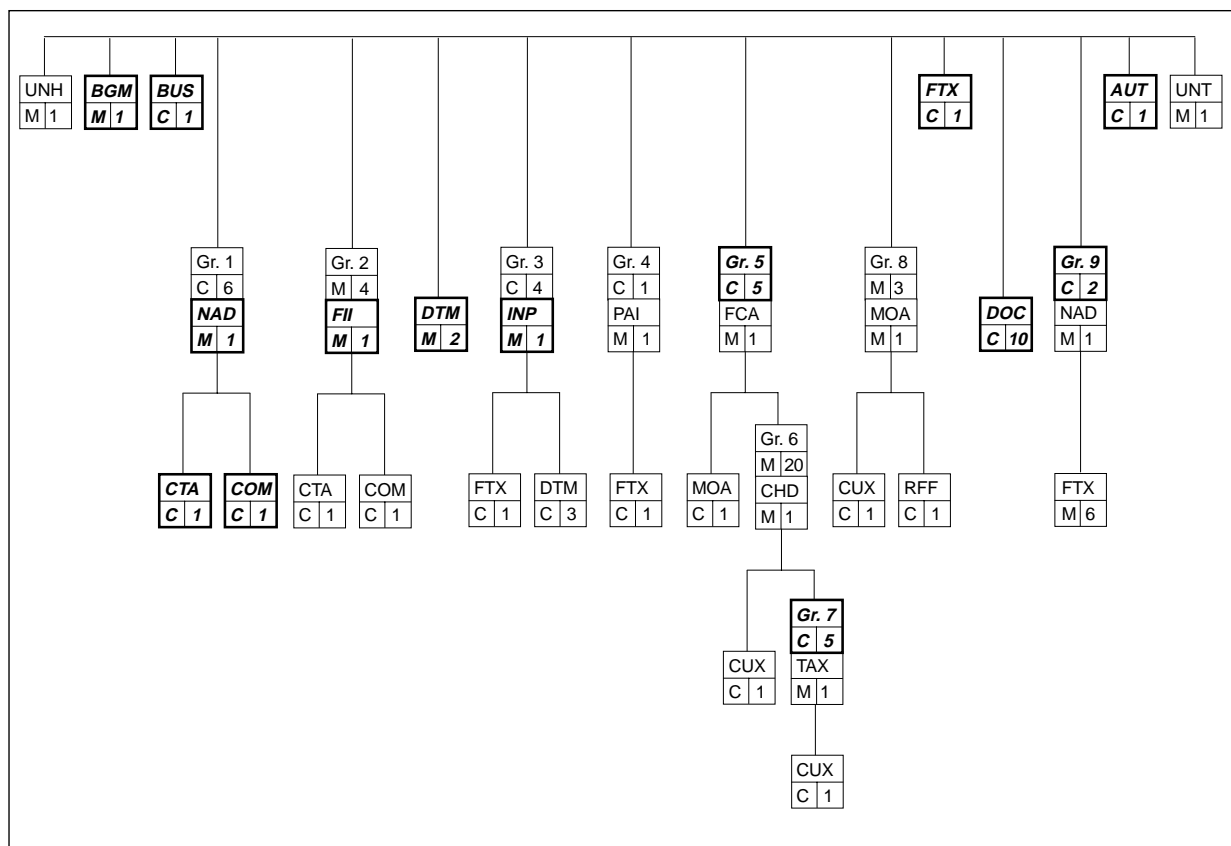 UNH
M 1
BGM
M 1
BUS
C 1
FTX
C 1
AUT
C 1
UNT
M 1
Gr. 1
C 6
NAD
M 1
Gr. 2
M 4
FII
M 1
DTM
M 2
Gr. 3
C 4
INP
M 1
Gr. 4
C 1
PAI
M 1
Gr. 5
C 5
FCA
M 1
Gr. 8
M 3
MOA
M 1
DOC
C 10
Gr. 9
C 2
NAD
M 1
CTA
C 1
COM
C 1
CTA
C 1
COM
C 1
FTX
C 1
DTM
C 3
FTX
C 1
MOA
C 1
Gr. 6
M 20
CHD
M 1
CUX
C 1
RFF
C 1
FTX
M 6
CUX
C 1
Gr. 7
C 5
TAX
M 1
CUX
C 1